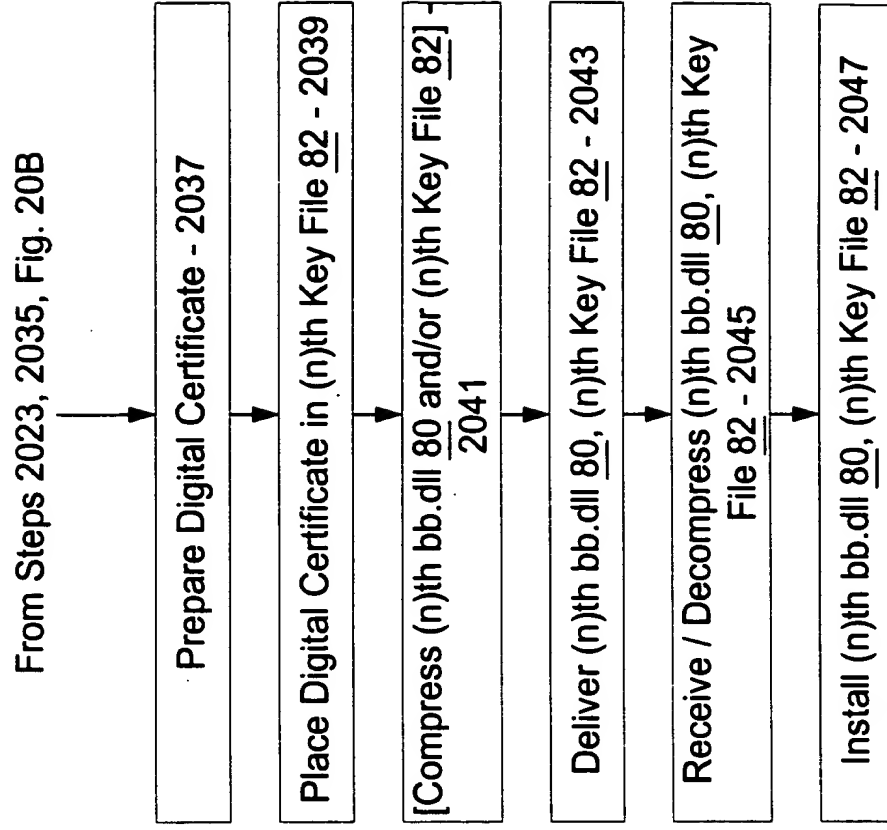 From Steps 2023, 2035, Fig. 20B
Prepare Digital Certificate - 2037
Place Digital Certificate in (n)th Key File 82 - 2039
[Compress (n)th bb.dll 80 and/or (n)th Key File 82] -
2041
Deliver (n)th bb.dll 80, (n)th Key File 82 - 2043
Receive / Decompress (n)th bb.dll 80, (n)th Key
File 82 - 2045
Install (n)th bb.dll 80, (n)th Key File 82 - 2047